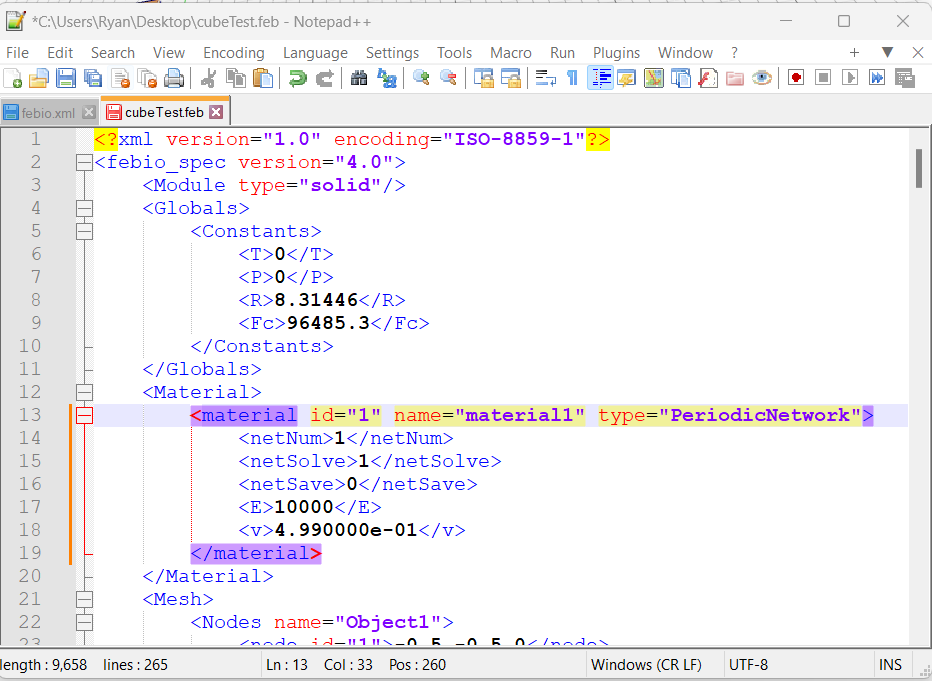 *C:\Users\Ryan\Desktop\cubeTest.feb - Notepad++
File Edit Search View Encoding Language Settings Tools Macro Run Plugins Window ?
febio.xml cubeTest.feb
1 <?xml version="1.0" encoding="ISO-8859-1"?>
2 <febio_spec version="4.0">
3 <Module type="solid"/>
4 <Globals>
5 <Constants>
6 <T>0</T>
7 <P>0</P>
8 <R>8.31446</R>
9 <Fc>96485.3</Fc>
10 </Constants>
11 </Globals>
12 <Material>
13 <material id="1" name="material1" type="PeriodicNetwork">
14 <netNum>1</netNum>
15 <netSolve>1</netSolve>
16 <netSave>0</netSave>
17 <E>10000</E>
18 <v>4.990000e-01</v>
19 </material>
20 </Material>
21 <Mesh>
22 <Nodes name="Object1">
23 <node id="1">-0.5,-0.5,0</node>
length : 9,658 lines : 265 Ln : 13 Col : 33 Pos : 260 Windows (CR LF) UTF-8 INS